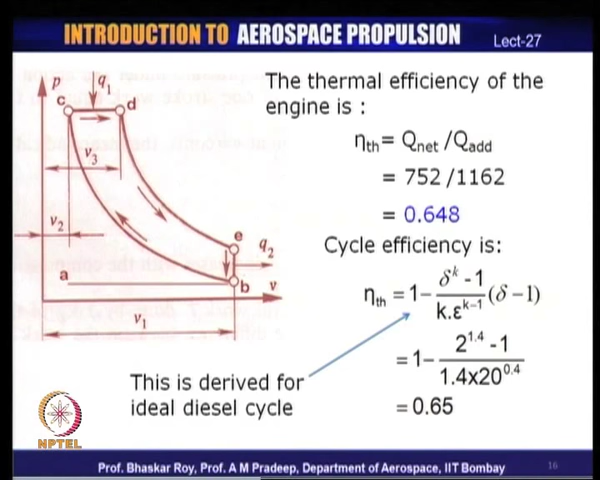 INTRODUCTION TO AEROSPACE PROPULSION
Lect-27
p
c
q1
d
v3
v2
e
q2
a
b
v
v1
The thermal efficiency of the
engine is :
ηth = Qnet /Qadd
= 752 /1162
= 0.648
Cycle efficiency is:
ηth = 1 - (δ^k - 1)/(k.ε^(k-1)) (δ - 1)
= 1 - (2^1.4 - 1)/(1.4x20^0.4)
= 0.65
This is derived for
ideal diesel cycle
NPTEL
Prof. Bhaskar Roy, Prof. A M Pradeep, Department of Aerospace, IIT Bombay
16